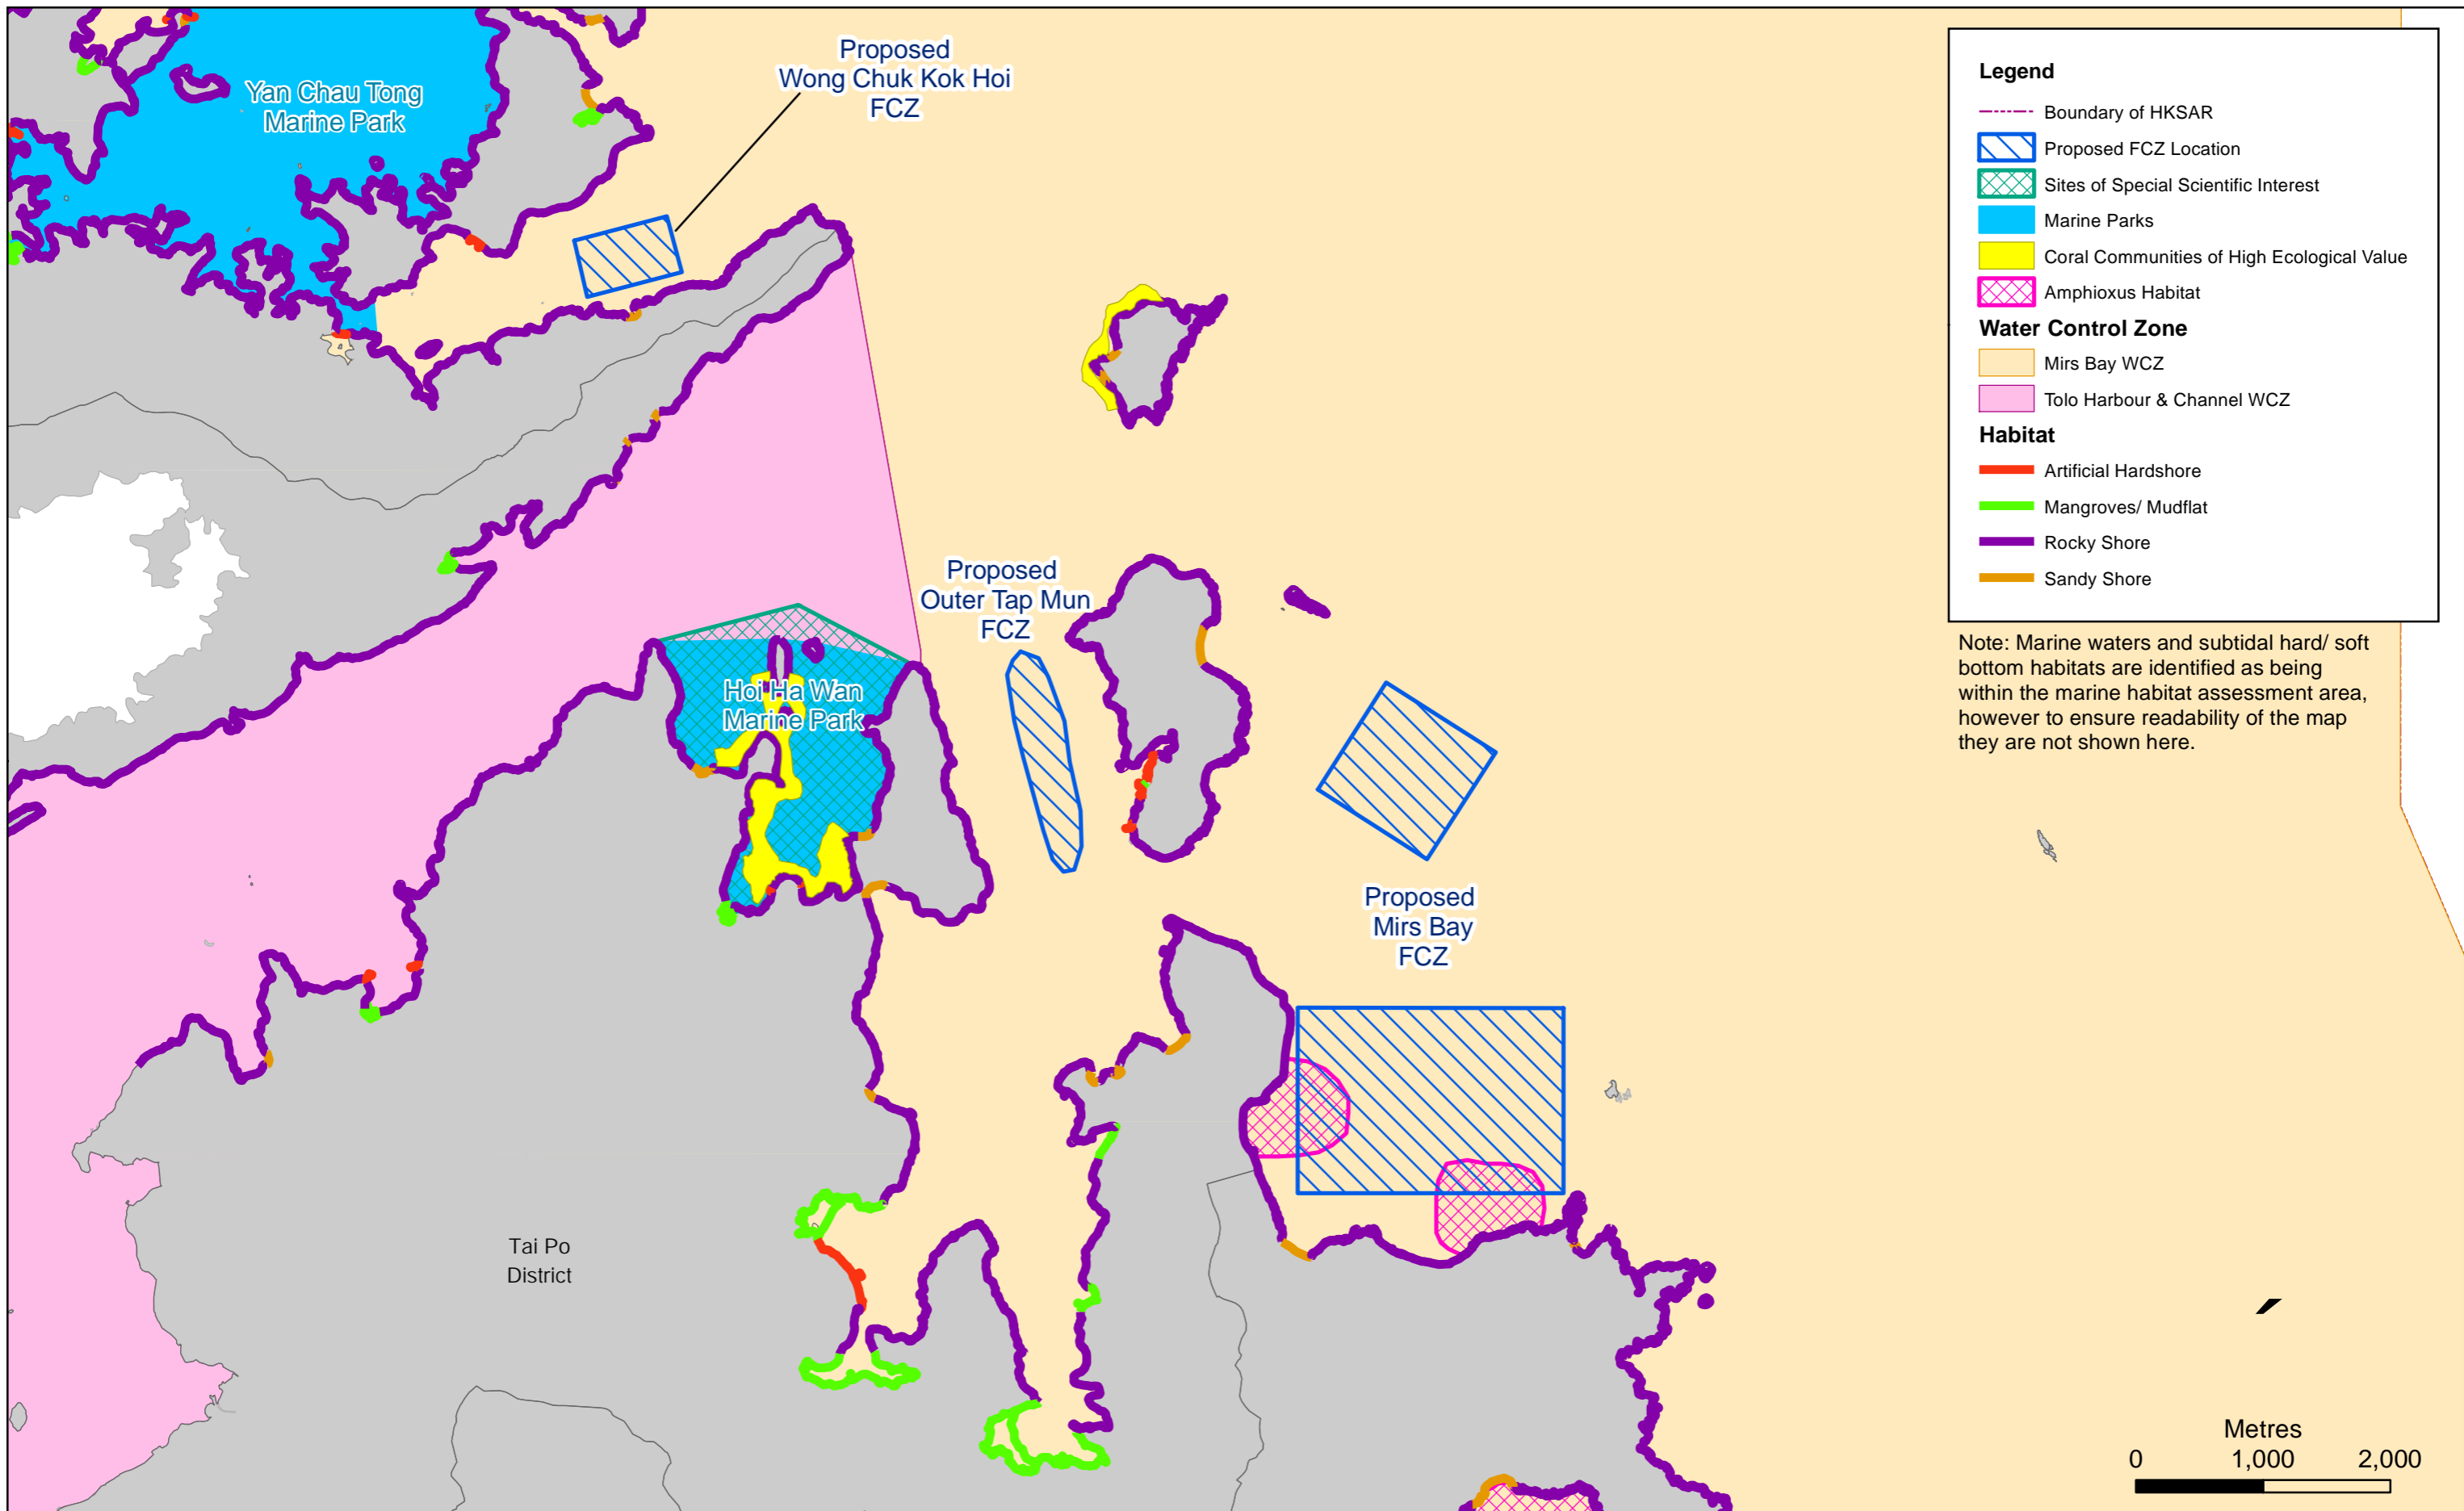 Proposed
Wong Chuk Kok Hoi
FCZ
Yan Chau Tong
Marine Park
Proposed
Outer Tap Mun
FCZ
Hoi Ha Wan
Marine Park
Proposed
Mirs Bay
FCZ
Tai Po
District
Legend
Boundary of HKSAR
Proposed FCZ Location
Sites of Special Scientific Interest
Marine Parks
Coral Communities of High Ecological Value
Amphioxus Habitat
Water Control Zone
Mirs Bay WCZ
Tolo Harbour & Channel WCZ
Habitat
Artificial Hardshore
Mangroves/ Mudflat
Rocky Shore
Sandy Shore
Note: Marine waters and subtidal hard/ soft
bottom habitats are identified as being
within the marine habitat assessment area,
however to ensure readability of the map
they are not shown here.
Metres
0 1,000 2,000